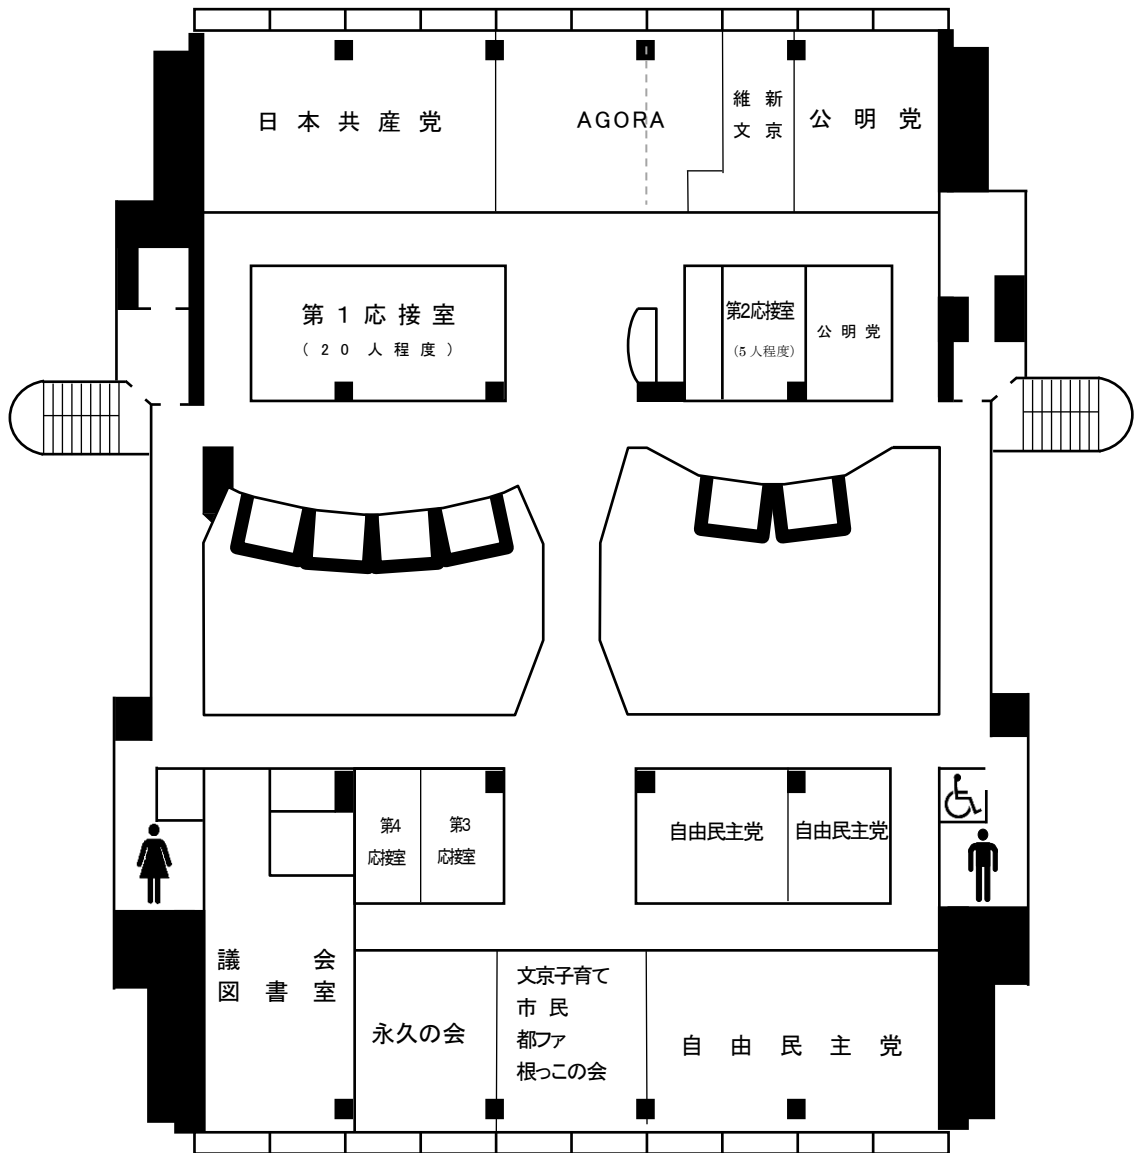 日本共産党
AGORA
維新
文京
公明党
第1応接室
(20人程度)
第2応接室
(5人程度)
公明党
第4
応接室
第3
応接室
自由民主党
自由民主党
議会
図書室
永久の会
文京子育て
市民
都ファ
根っこの会
自由民主党